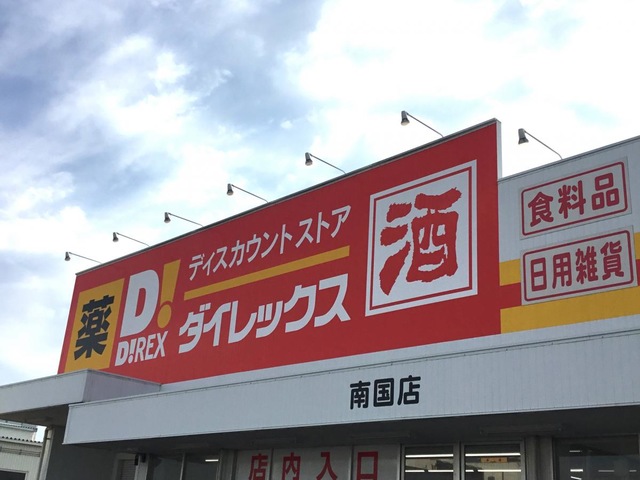 薬
D!
D!REX
ディスカウントストア
ダイレックス
酒
食料品
日用雑貨
南国店
店内入口